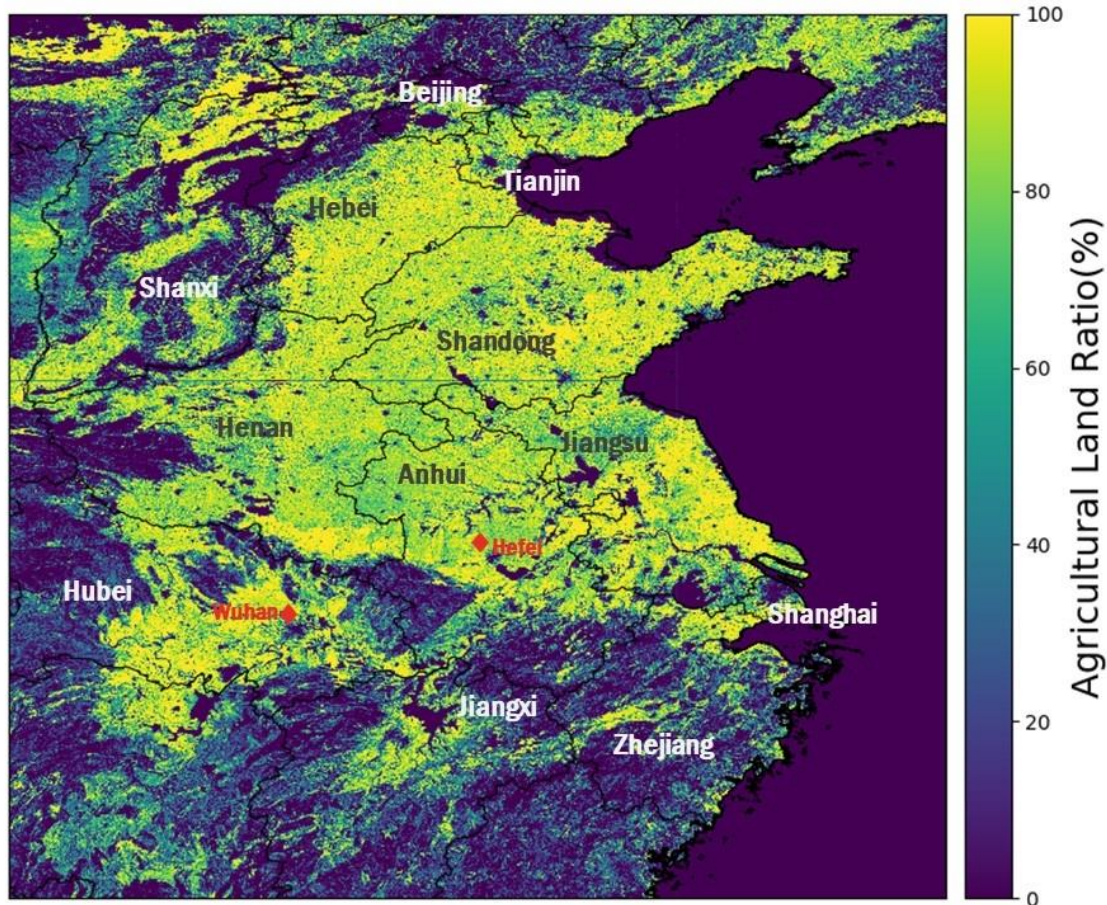 Beijing
Tianjin
Hebei
Shanxi
Shandong
Henan
Jiangsu
Anhui
Hefei
Hubei
Wuhan
Shanghai
Jiangxi
Zhejiang
100
80
60
40
20
0
Agricultural Land Ratio(%)